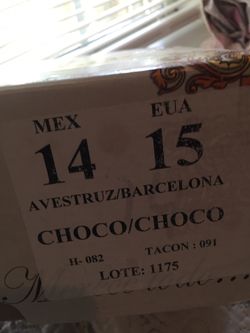 MEX EUA
14 15
AVESTRUZ/BARCELONA
CHOCO/CHOCO
H- 082 TACON : 091
LOTE: 1175